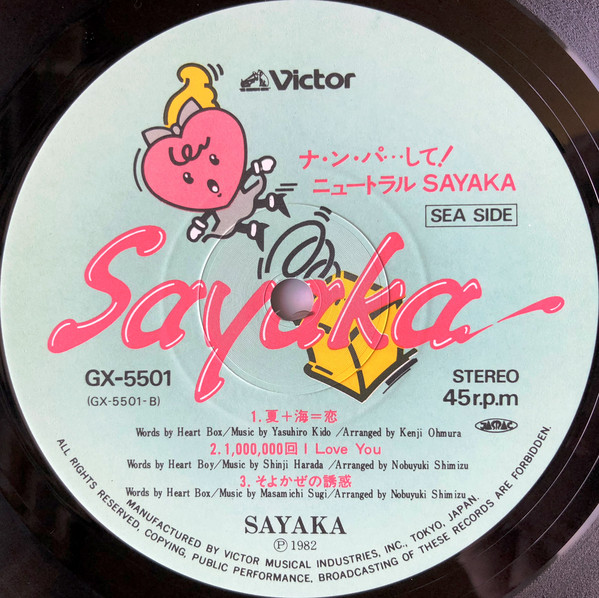 Victor
ナ・ン・パ…して!
ニュートラル SAYAKA
SEA SIDE
Sayaka
GX-5501
(GX-5501-B)
STEREO
45r.p.m
JASRAC
1.夏+海=恋
Words by Heart Box/Music by Yasuhiro Kido/Arranged by Kenji Ohmura
2.1,000,000回 I Love You
Words by Heart Boy/Music by Shinji Harada/Arranged by Nobuyuki Shimizu
3.そよかぜの誘惑
Words by Heart Box/Music by Masamichi Sugi/Arranged by Nobuyuki Shimizu
SAYAKA
℗ 1982
MANUFACTURED BY VICTOR MUSICAL INDUSTRIES, INC., TOKYO, JAPAN.
ALL RIGHTS RESERVED, COPYING, PUBLIC PERFORMANCE, BROADCASTING OF THESE RECORDS ARE FORBIDDEN.